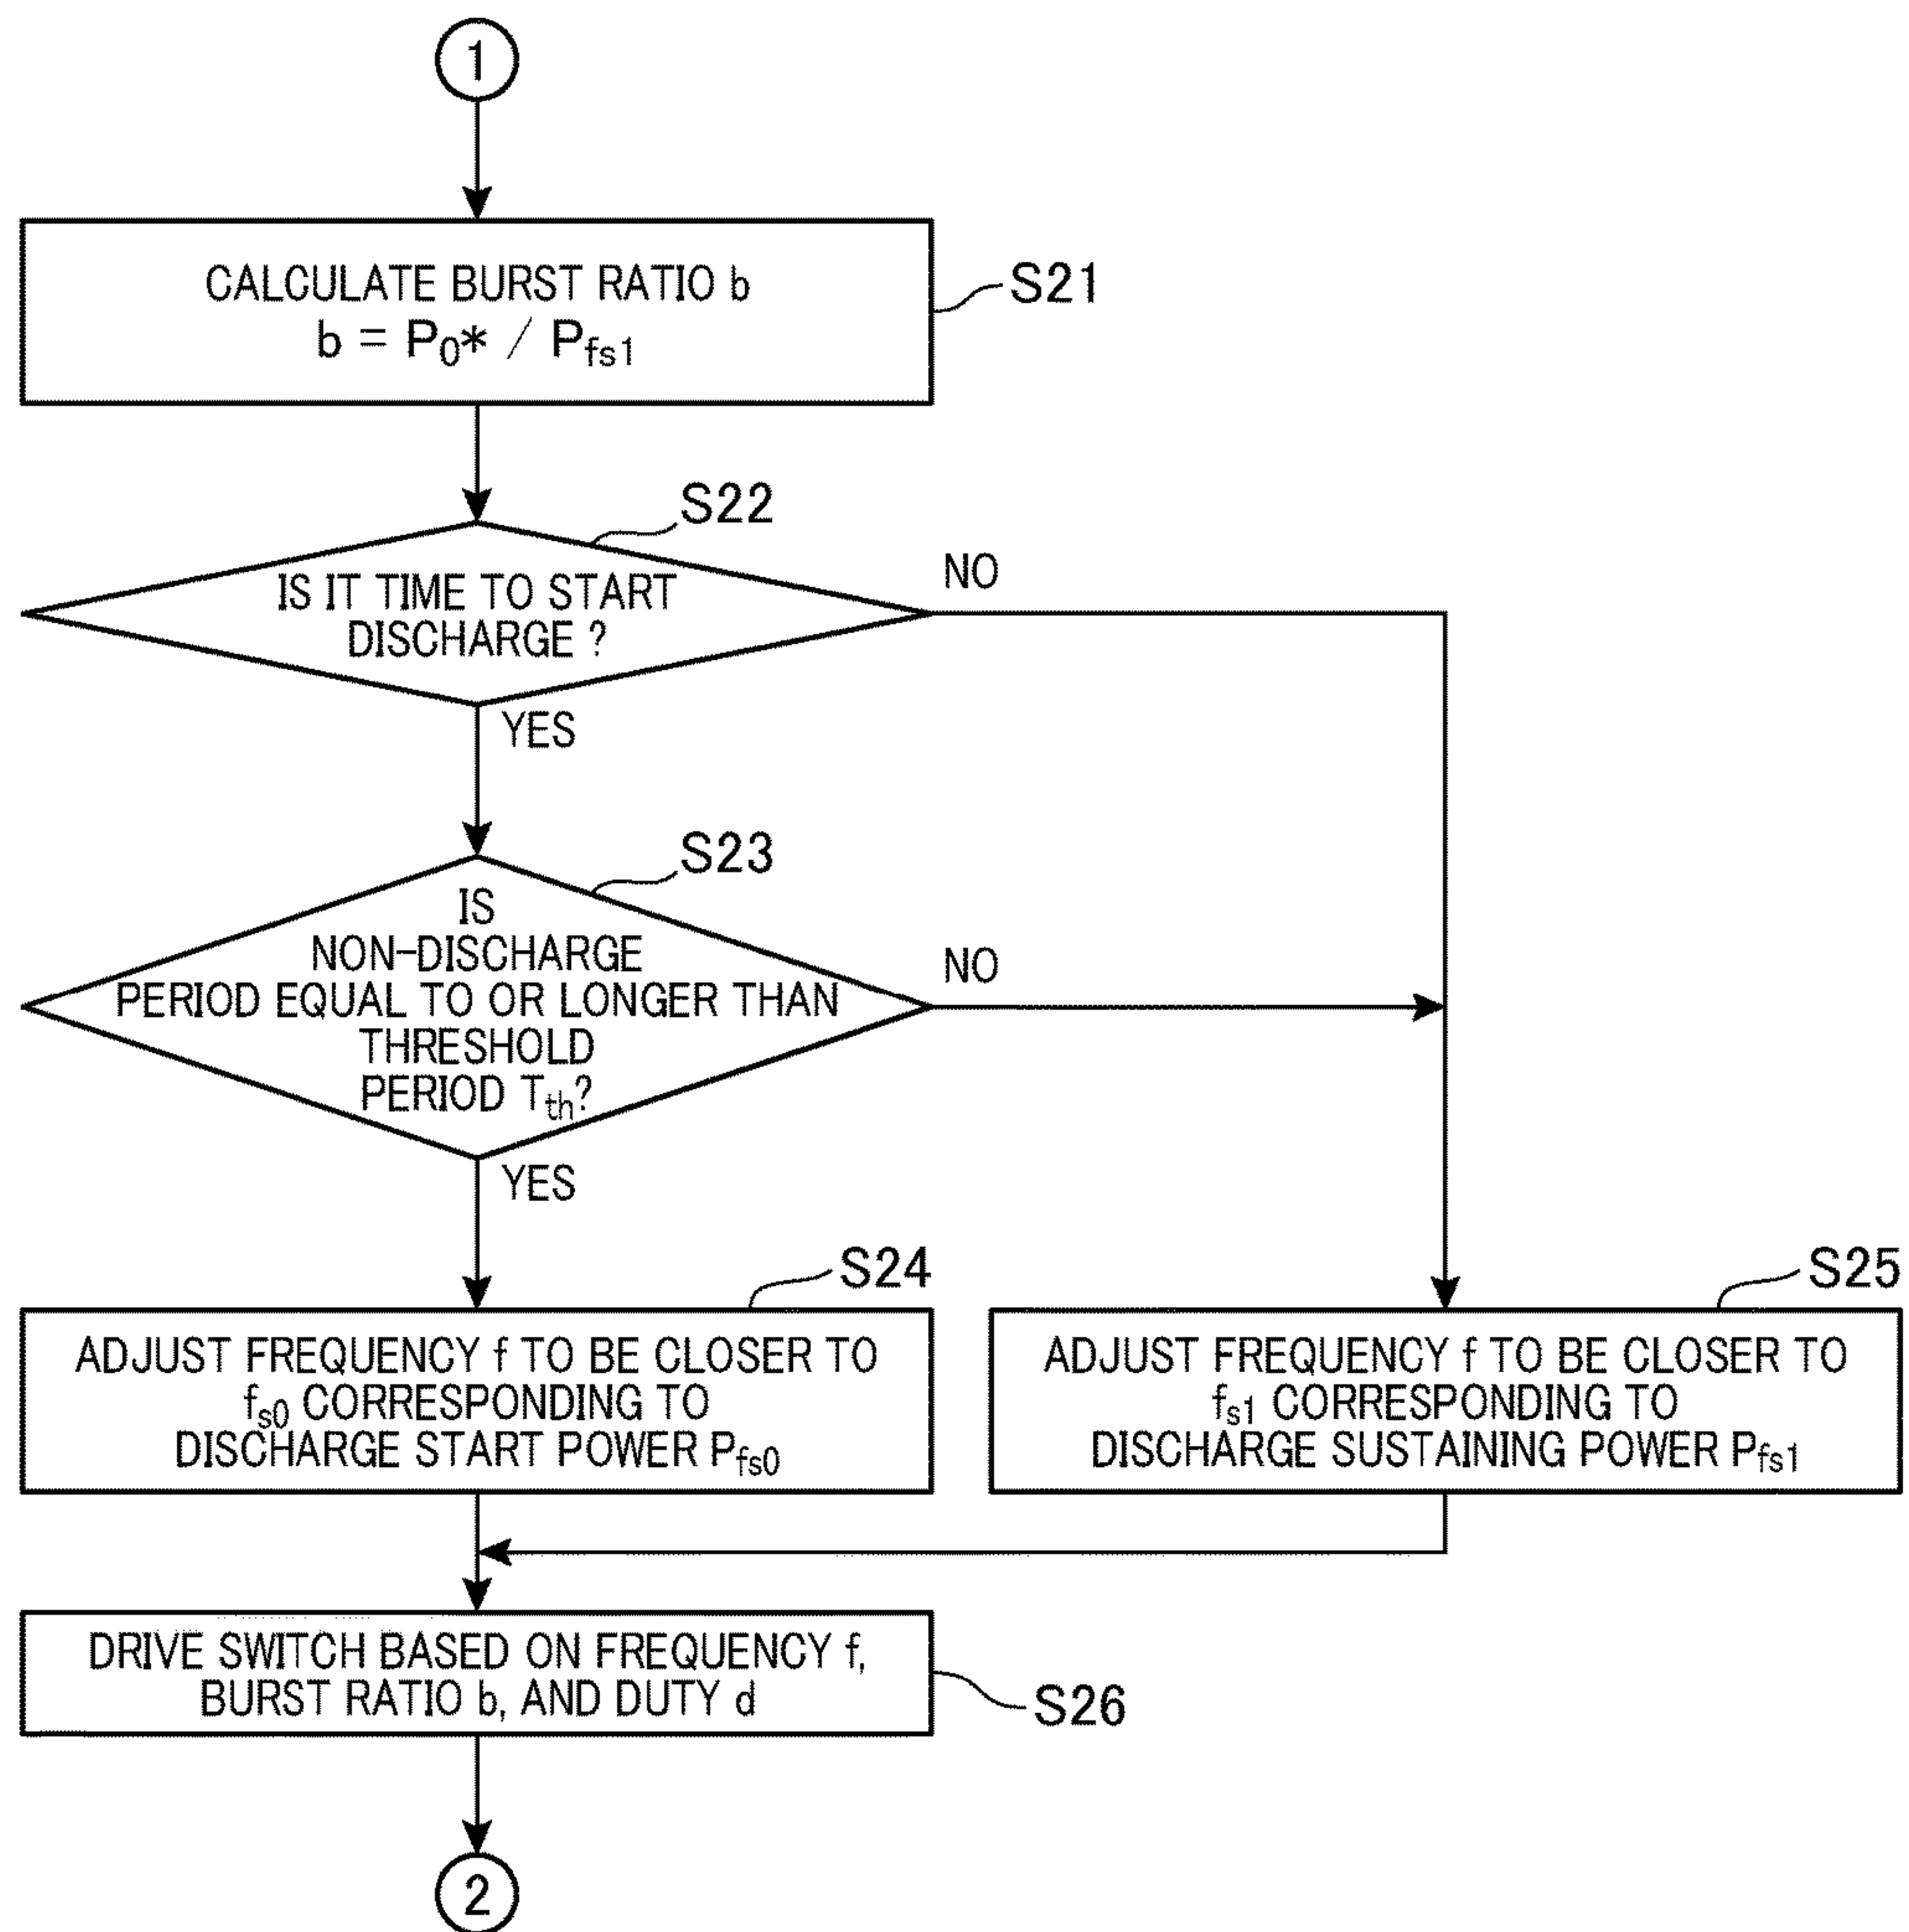 1
CALCULATE BURST RATIO b
b = P0* / Pfs1
S21
S22
IS IT TIME TO START
DISCHARGE ?
NO
YES
S23
IS
NON-DISCHARGE
PERIOD EQUAL TO OR LONGER THAN
THRESHOLD
PERIOD Tth?
NO
YES
S24
ADJUST FREQUENCY f TO BE CLOSER TO
fs0 CORRESPONDING TO
DISCHARGE START POWER Pfs0
S25
ADJUST FREQUENCY f TO BE CLOSER TO
fs1 CORRESPONDING TO
DISCHARGE SUSTAINING POWER Pfs1
DRIVE SWITCH BASED ON FREQUENCY f,
BURST RATIO b, AND DUTY d
S26
2